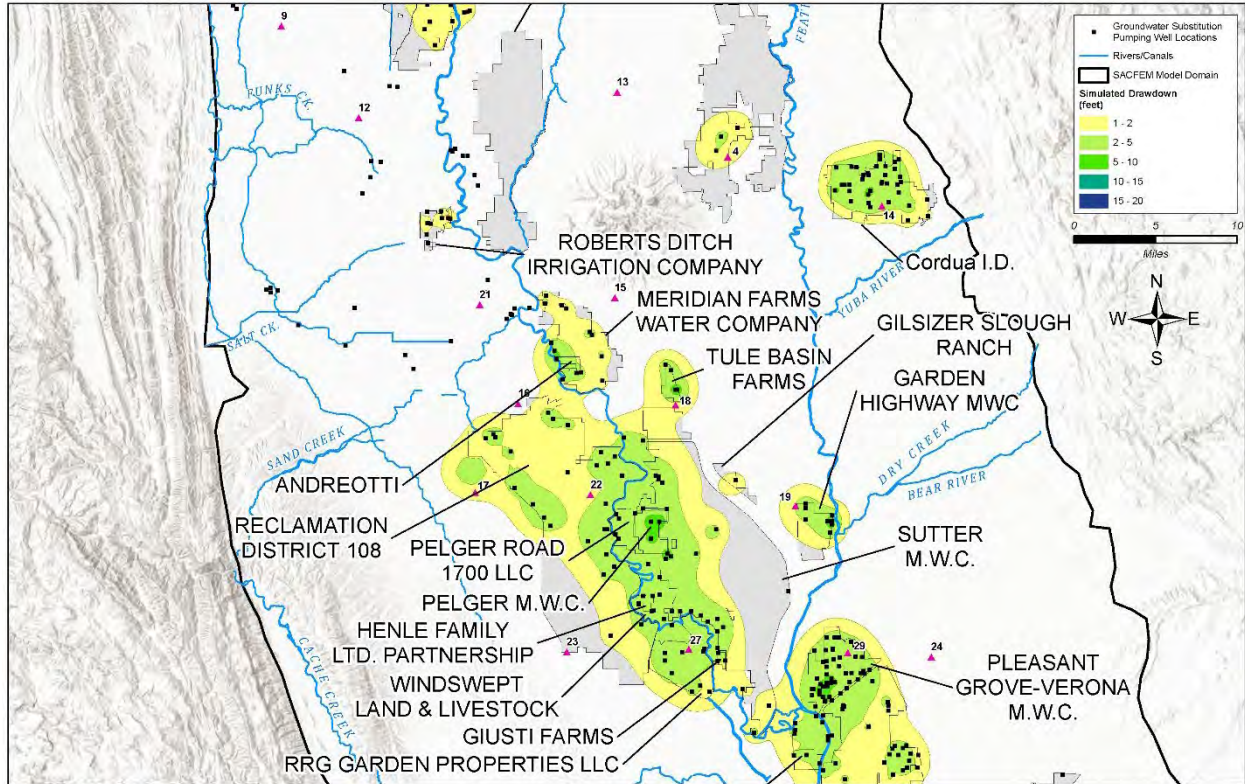 9
FEATH
13
12
FUNKS CK.
4
14
Groundwater Substitution
Pumping Well Locations
Rivers/Canals
SACFEM Model Domain
Simulated Drawdown
(feet)
1 - 2
2 - 5
5 - 10
10 - 15
15 - 20
0 5 10
Miles
N
W E
S
ROBERTS DITCH
IRRIGATION COMPANY
Cordua I.D.
YUBA RIVER
21
15
MERIDIAN FARMS
WATER COMPANY
GILSIZER SLOUGH
RANCH
SALT CK.
TULE BASIN
FARMS
GARDEN
HIGHWAY MWC
16
18
SAND CREEK
DRY CREEK
BEAR RIVER
ANDREOTTI
17
22
19
RECLAMATION
DISTRICT 108
PELGER ROAD
1700 LLC
SUTTER
M.W.C.
PELGER M.W.C.
HENLE FAMILY
LTD. PARTNERSHIP
23
27
29
24
CACHE CREEK
WINDSWEPT
LAND & LIVESTOCK
PLEASANT
GROVE-VERONA
M.W.C.
GIUSTI FARMS
RRG GARDEN PROPERTIES LLC